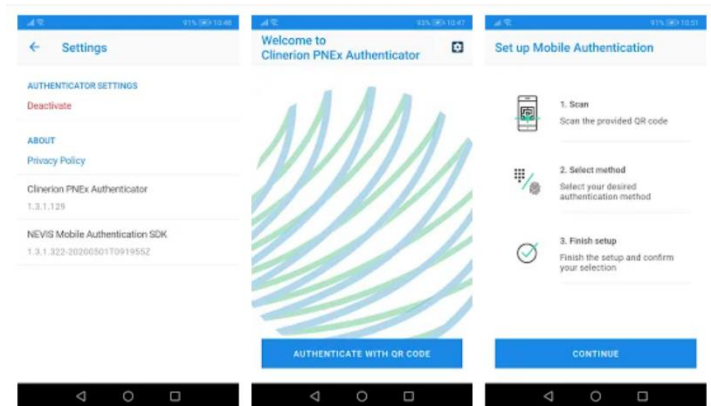 91% 10:46
Settings
AUTHENTICATOR SETTINGS
Deactivate
ABOUT
Privacy Policy
Clinerion PNEx Authenticator
1.3.1.129
NEVIS Mobile Authentication SDK
1.3.1.322-20200501T091955Z
93% 10:47
Welcome to
Clinerion PNEx Authenticator
AUTHENTICATE WITH QR CODE
91% 10:51
Set up Mobile Authentication
1. Scan
Scan the provided QR code
2. Select method
Select your desired
authentication method
3. Finish setup
Finish the setup and confirm
your selection
CONTINUE